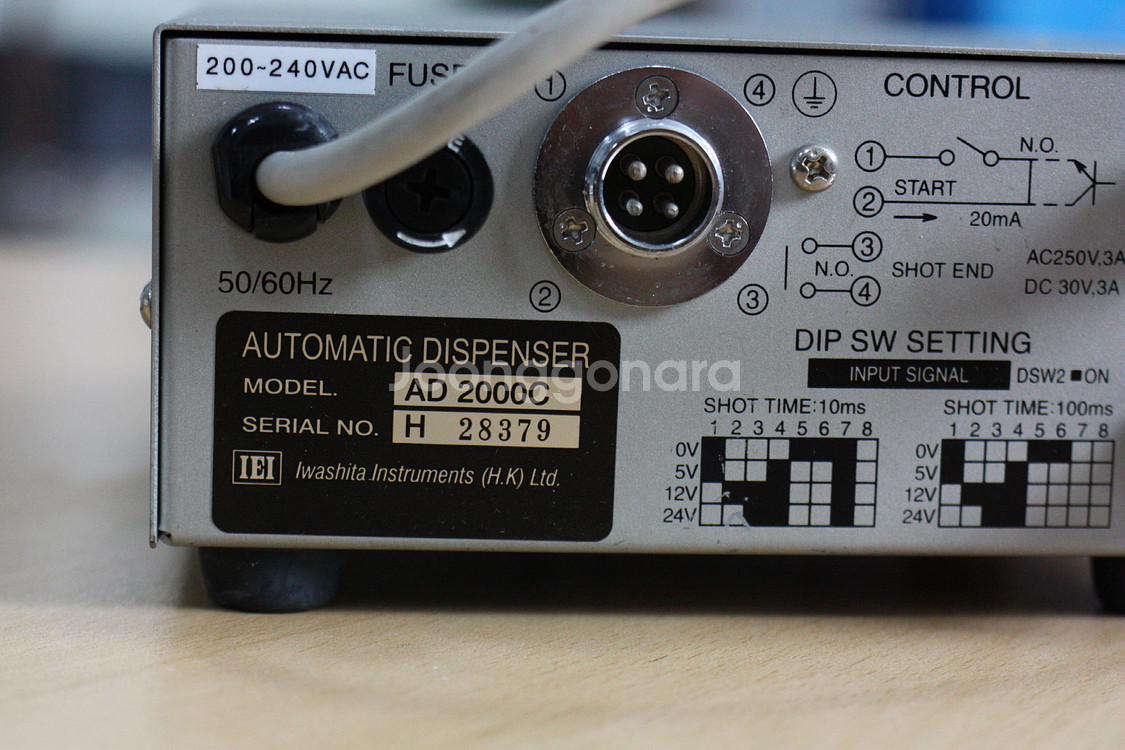 200~240VAC
FUSE
① ④
CONTROL
① N.O.
② START
20mA
③ SHOT END AC250V,3A
N.O.
④ DC 30V,3A
② ③
50/60Hz
DIP SW SETTING
INPUT SIGNAL DSW2 ■ON
SHOT TIME:10ms
1 2 3 4 5 6 7 8
0V
5V
12V
24V
SHOT TIME:100ms
1 2 3 4 5 6 7 8
0V
5V
12V
24V
AUTOMATIC DISPENSER
MODEL. AD 2000C
SERIAL NO. H 28379
IEI Iwashita Instruments (H.K) Ltd.
Joonggonara